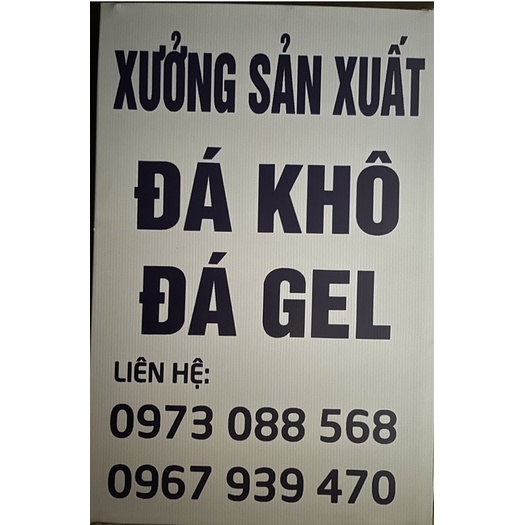 XƯỞNG SẢN XUẤT
ĐÁ KHÔ
ĐÁ GEL
LIÊN HỆ:
0973 088 568
0967 939 470